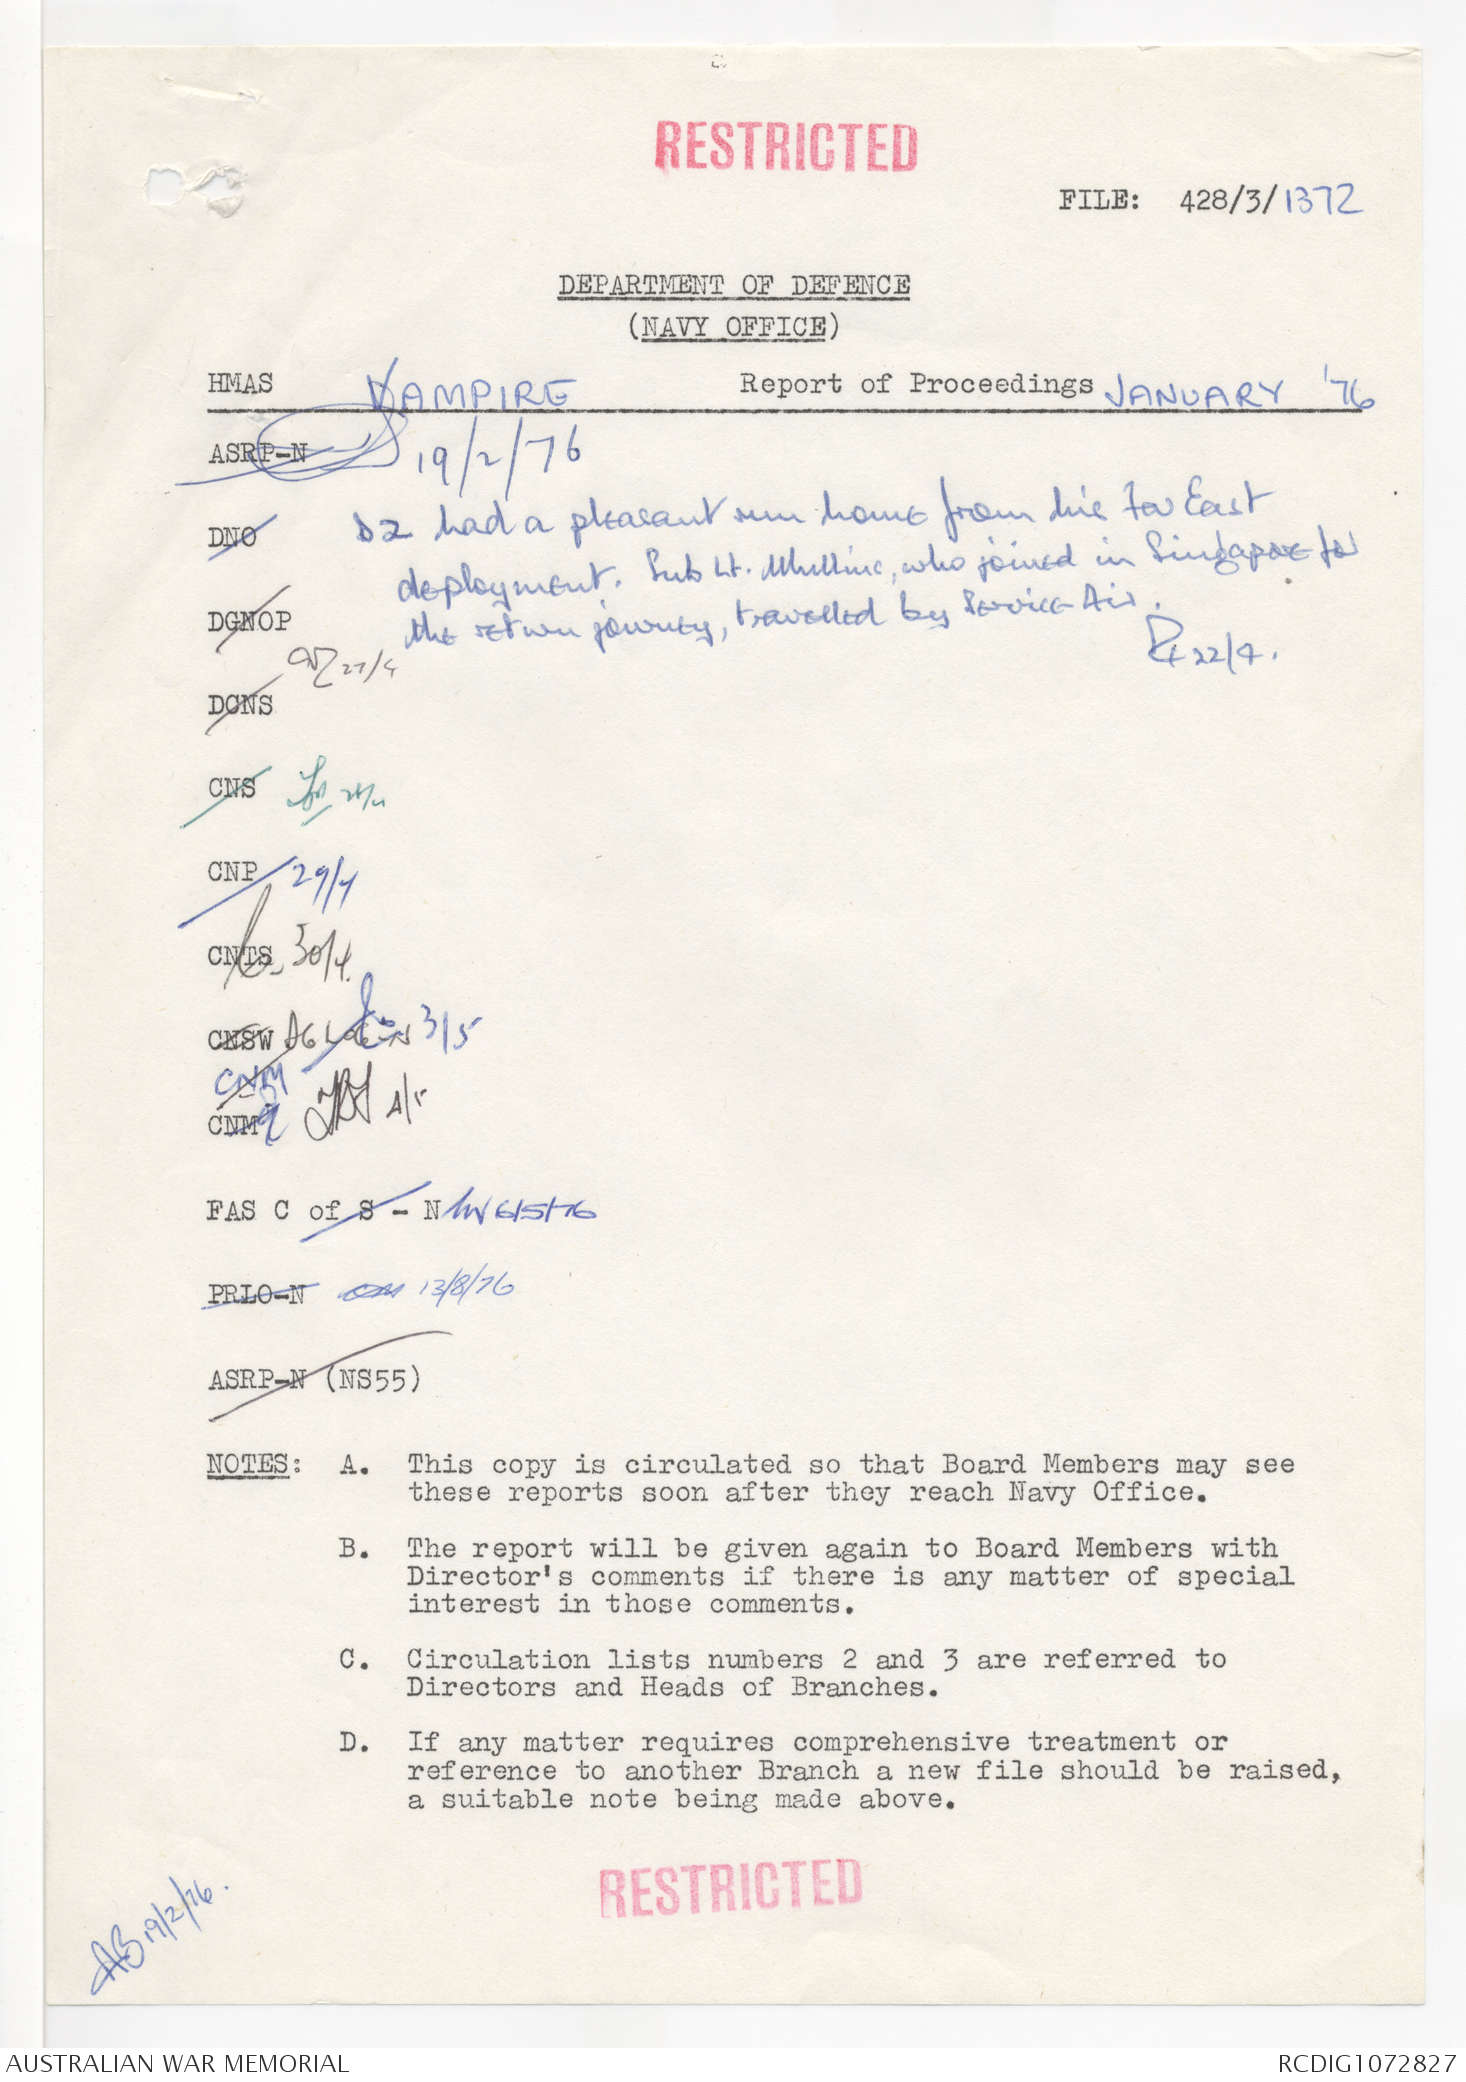 RESTRICTED
FILE: 428/3/1372
DEPARTMENT OF DEFENCE
(NAVY OFFICE)
HMAS VAMPIRE Report of Proceedings JANUARY '76
ASRP-N 19/2/76
DNO D2 had a pleasant run home from his Far East
deployment. Sub Lt. Mullins, who joined in Singapore for
DGNOP the return journey, travelled by Service Air.
22/4.
27/4
DCNS
CNS
CNP 29/4
CNTS 30/4.
CNSW 3/5
CNM
CNM 4/5
FAS C of S - N 6/5/76
PRLO-N 13/8/76
ASRP-N (NS55)
NOTES: A. This copy is circulated so that Board Members may see
these reports soon after they reach Navy Office.
B. The report will be given again to Board Members with
Director's comments if there is any matter of special
interest in those comments.
C. Circulation lists numbers 2 and 3 are referred to
Directors and Heads of Branches.
D. If any matter requires comprehensive treatment or
reference to another Branch a new file should be raised,
a suitable note being made above.
RESTRICTED
AB 19/2/76.
AUSTRALIAN WAR MEMORIAL RCDIG1072827